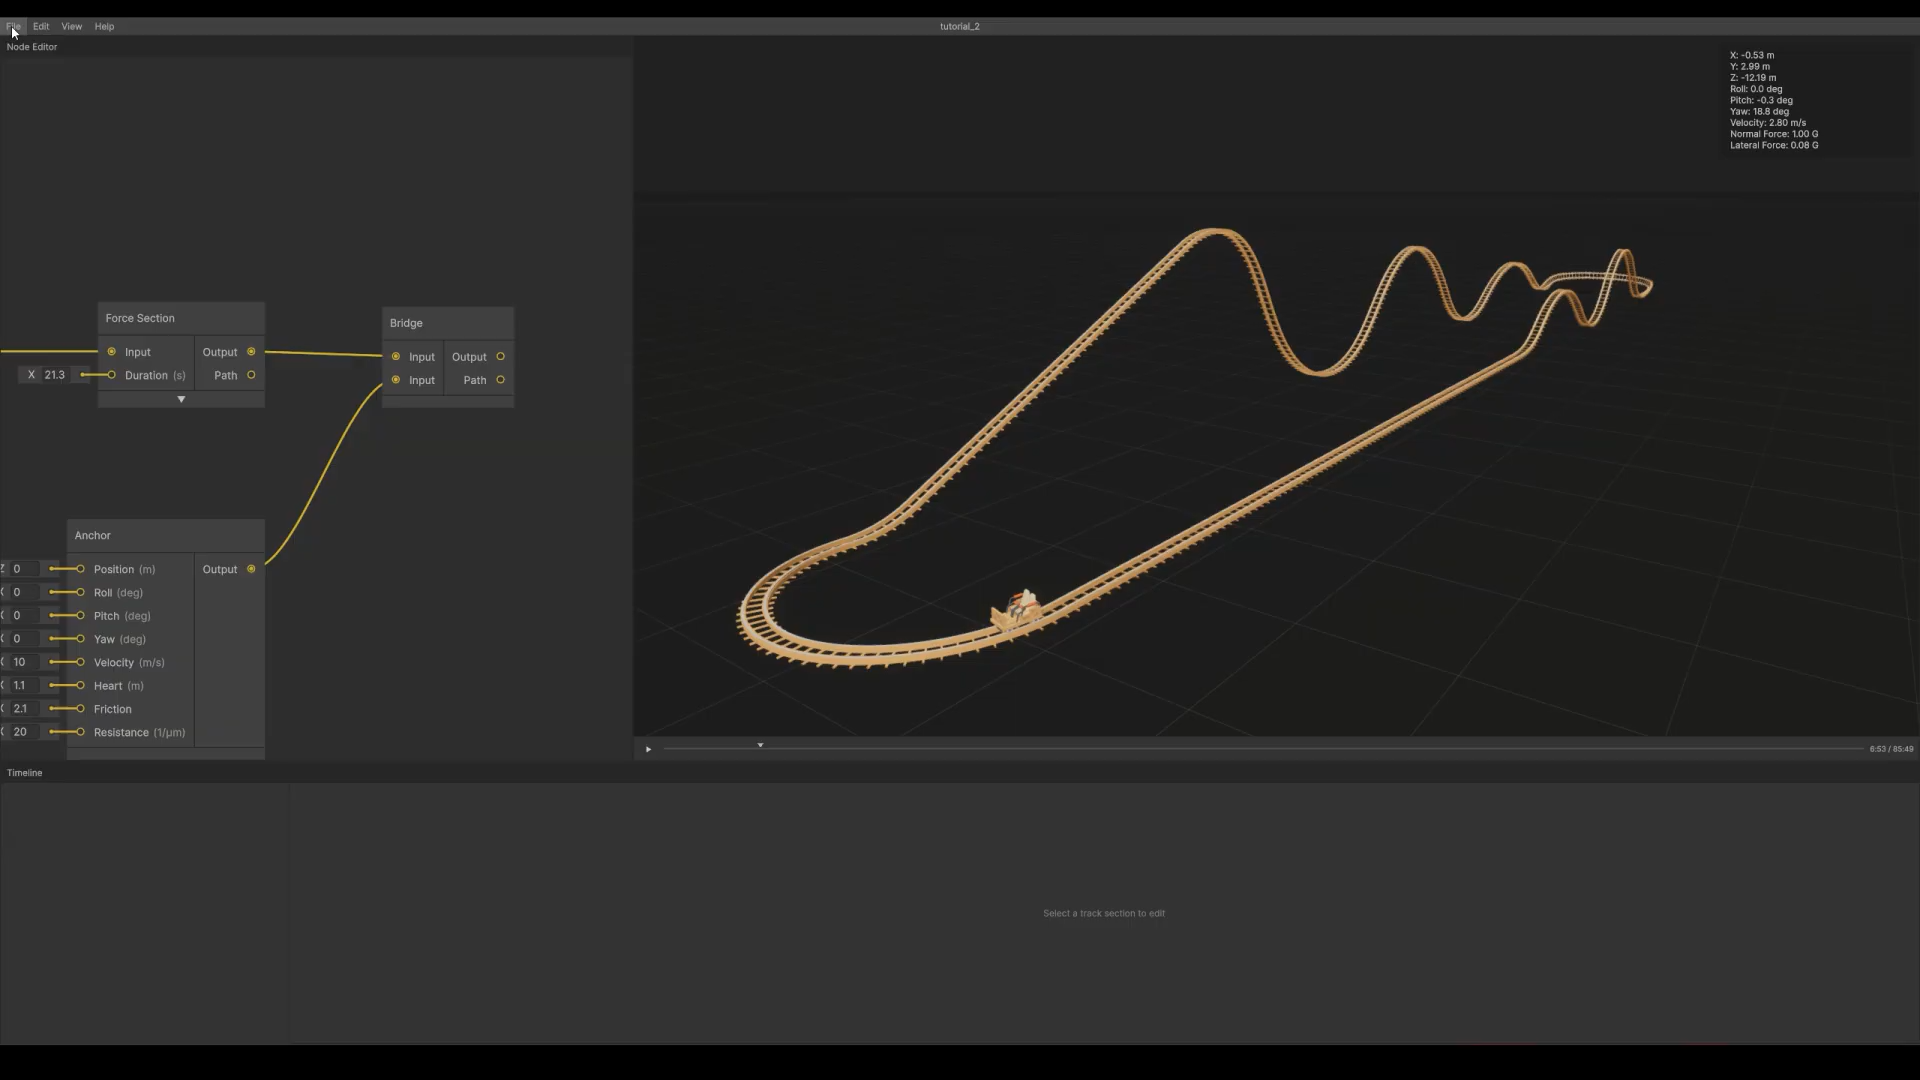 File Edit View Help
tutorial_2
Node Editor
X: -0.53 m
Y: 2.99 m
Z: -12.19 m
Roll: 0.0 deg
Pitch: -0.3 deg
Yaw: 18.8 deg
Velocity: 2.80 m/s
Normal Force: 1.00 G
Lateral Force: 0.08 G
Force Section
Input Output
X 21.3 Duration (s) Path
Bridge
Input Output
Input Path
Anchor
Z 0 Position (m) Output
0 Roll (deg)
0 Pitch (deg)
0 Yaw (deg)
10 Velocity (m/s)
1.1 Heart (m)
2.1 Friction
20 Resistance (1/μm)
6:53 / 85:49
Timeline
Select a track section to edit